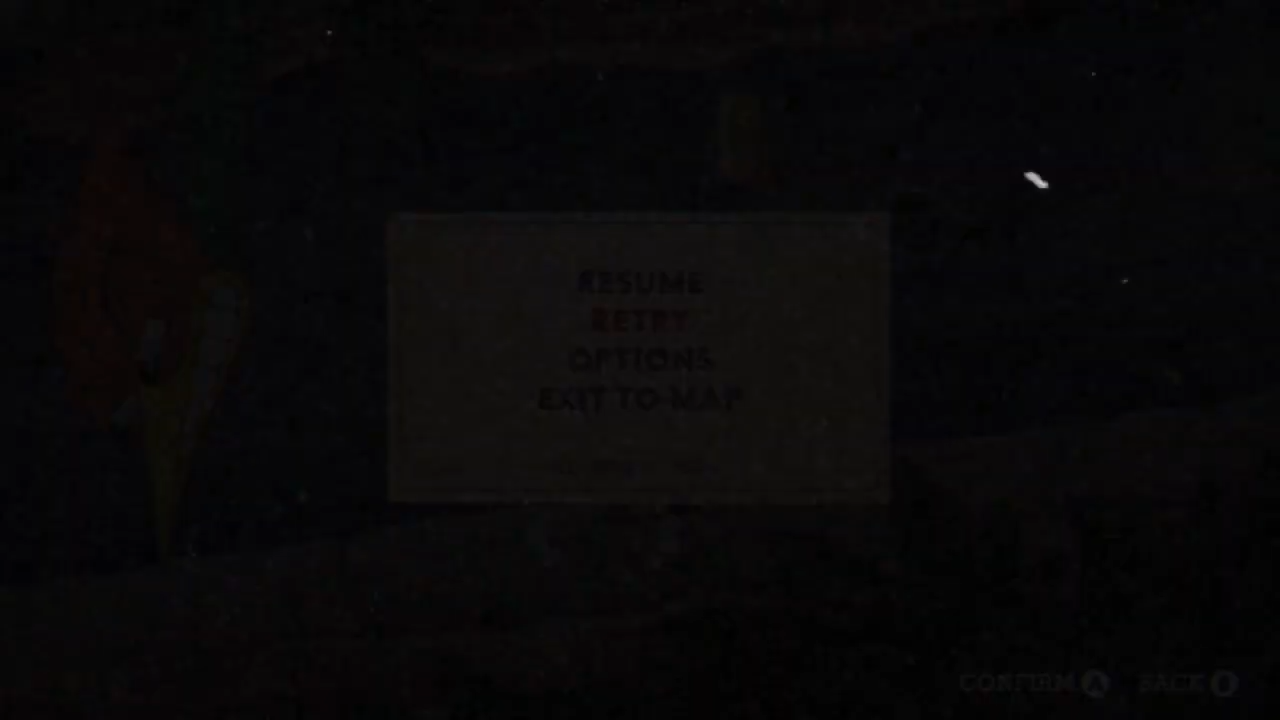 RESUME
RETRY
OPTIONS
EXIT TO MAP
CONFIRM A BACK B